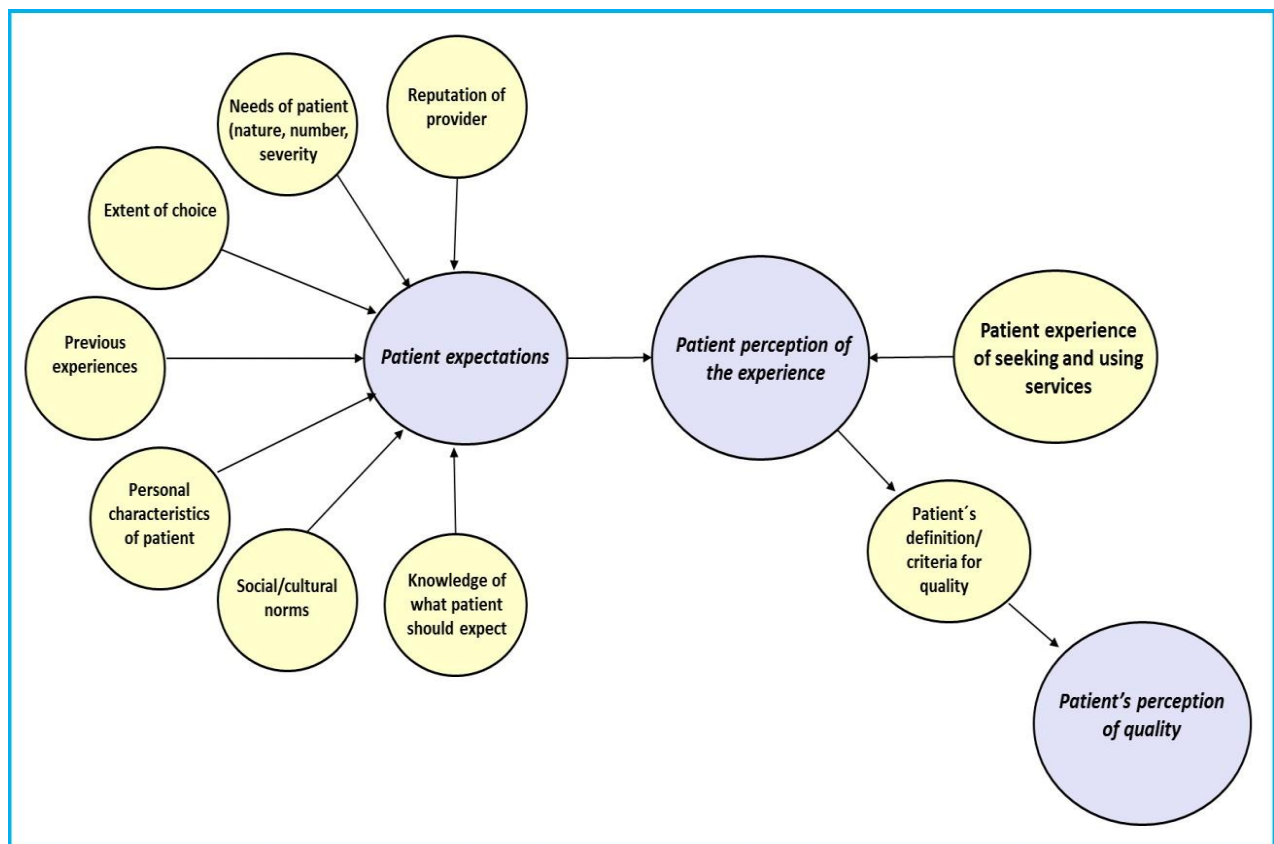 Reputation of
provider
Needs of patient
(nature, number,
severity
Extent of choice
Previous
experiences
Personal
characteristics
of patient
Social/cultural
norms
Knowledge of
what patient
should expect
Patient expectations
Patient perception of
the experience
Patient experience
of seeking and using
services
Patient´s
definition/
criteria for
quality
Patient’s perception
of quality